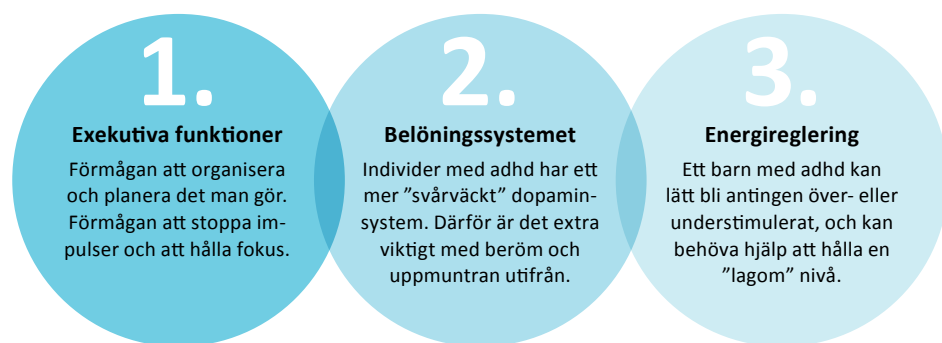 1.
Exekutiva funktioner
Förmågan att organisera
och planera det man gör.
Förmågan att stoppa im-
pulser och att hålla fokus.
2.
Belöningssystemet
Individer med adhd har ett
mer ”svårväckt” dopamin-
system. Därför är det extra
viktigt med beröm och
uppmuntran utifrån.
3.
Energireglering
Ett barn med adhd kan
lätt bli antingen över- eller
understimulerat, och kan
behöva hjälp att hålla en
”lagom” nivå.